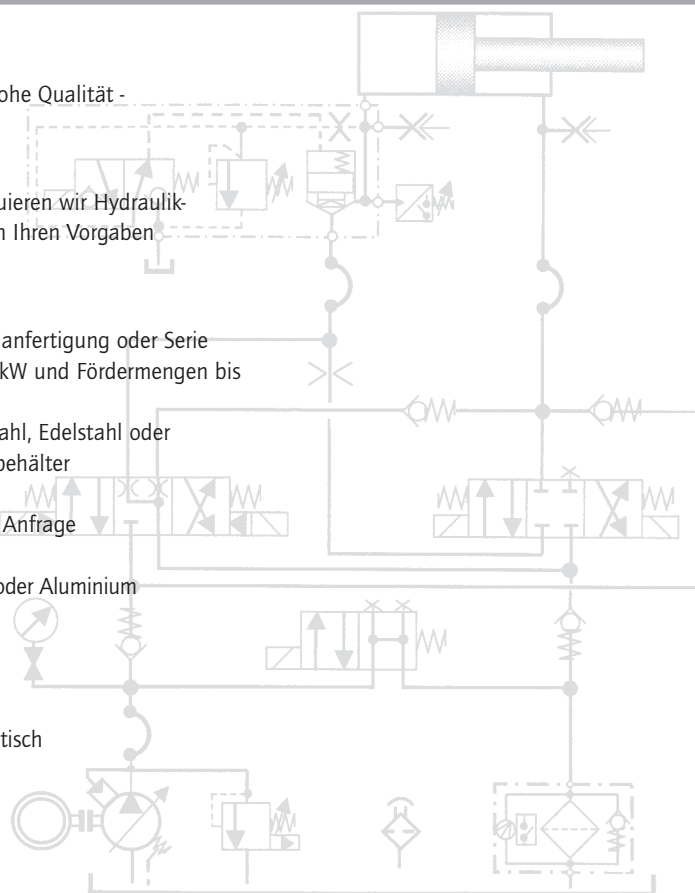 ohe Qualität -
uieren wir Hydraulik-
n Ihren Vorgaben
anfertigung oder Serie
kW und Fördermengen bis
ahl, Edelstahl oder
behälter
Anfrage
oder Aluminium
tisch